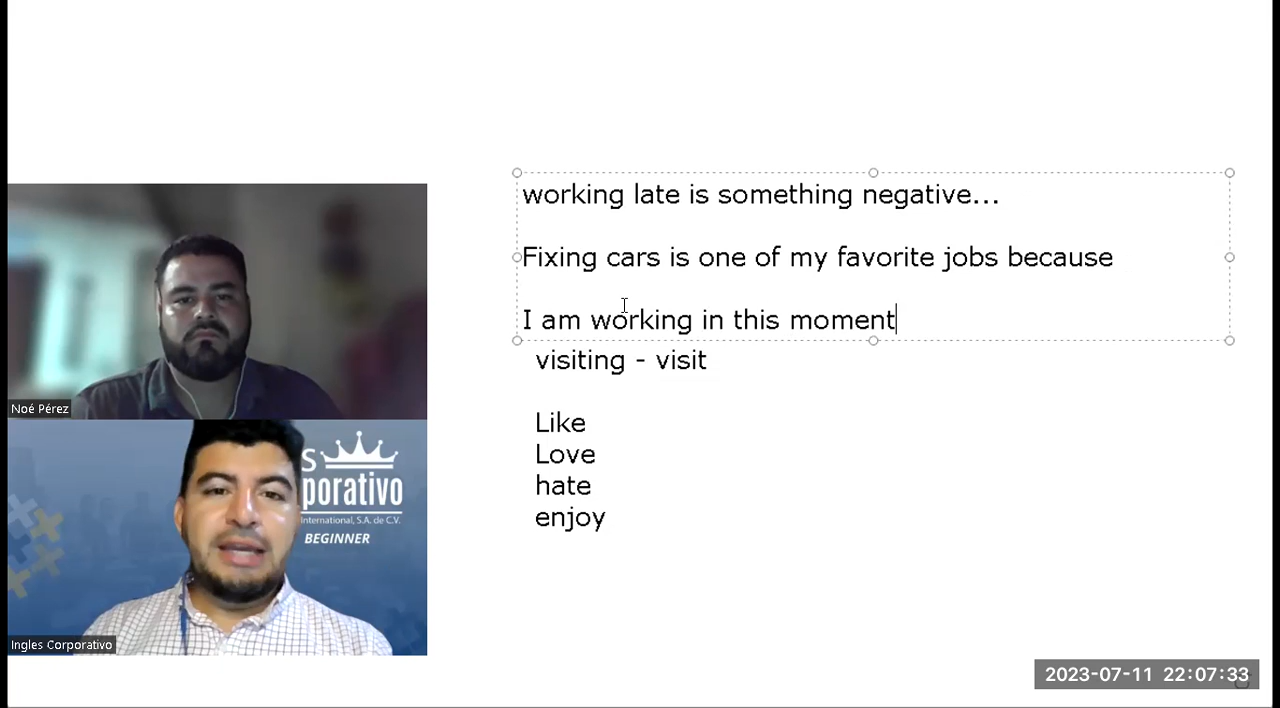 working late is something negative...
Fixing cars is one of my favorite jobs because
I am working in this moment
visiting - visit
Like
Love
hate
enjoy
Noé Pérez
s
porativo
International, S.A. de C.V.
BEGINNER
Ingles Corporativo
2023-07-11 22:07:33